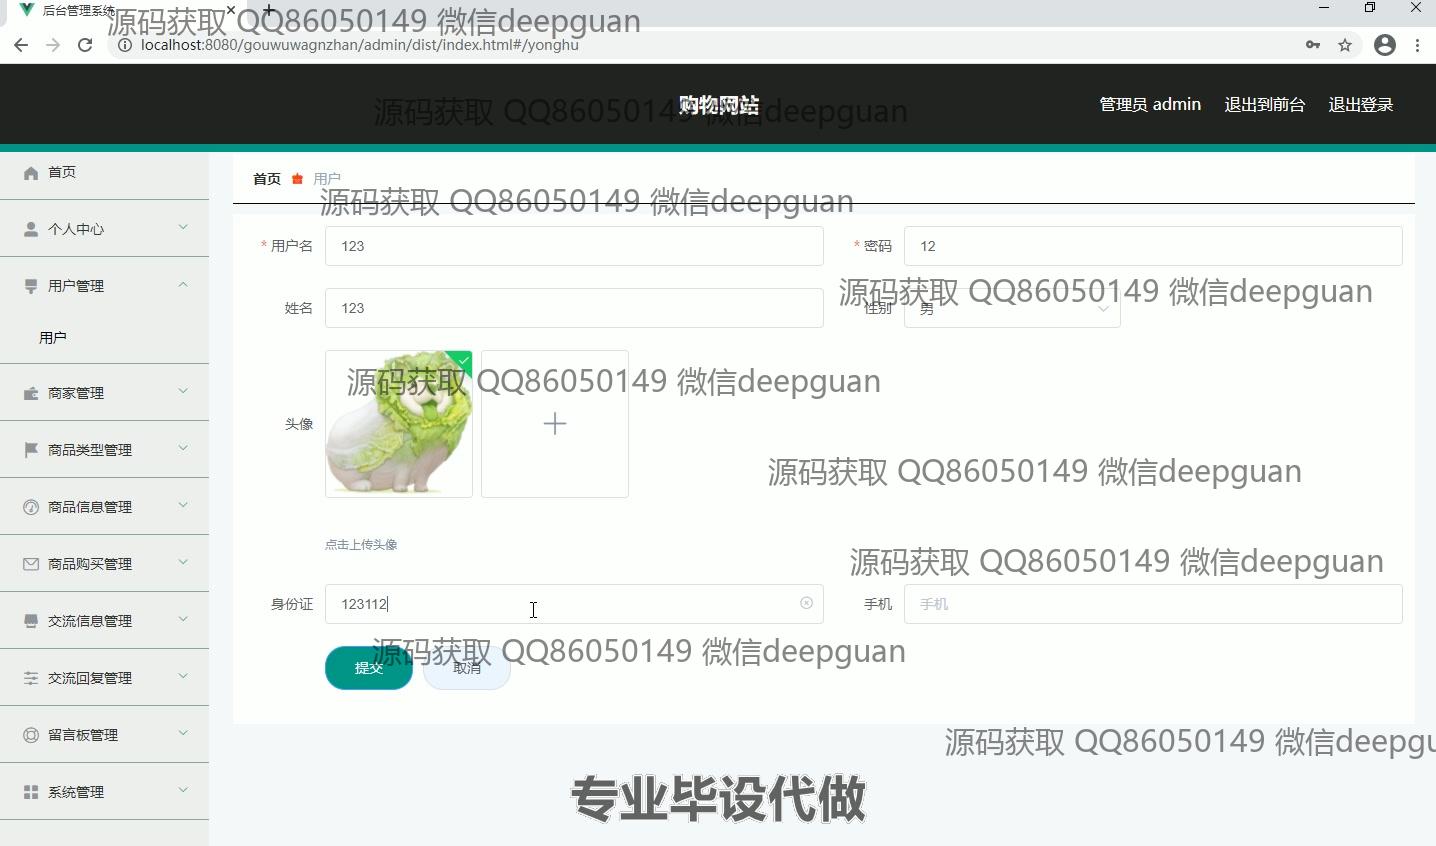 后台管理系统
源码获取 QQ86050149 微信deepguan
localhost:8080/gouwuwagnzhan/admin/dist/index.html#/yonghu
购物网站
管理员 admin 退出到前台 退出登录
源码获取 QQ86050149 微信deepguan
首页
个人中心
用户管理
用户
商家管理
商品类型管理
商品信息管理
商品购买管理
交流信息管理
交流回复管理
留言板管理
系统管理
首页 用户
源码获取 QQ86050149 微信deepguan
* 用户名 123
* 密码 12
源码获取 QQ86050149 微信deepguan
姓名 123
性别 男
源码获取 QQ86050149 微信deepguan
头像
源码获取 QQ86050149 微信deepguan
点击上传头像
源码获取 QQ86050149 微信deepguan
身份证 123112
手机 手机
源码获取 QQ86050149 微信deepguan
提交 取消
源码获取 QQ86050149 微信deepgu
专业毕设代做